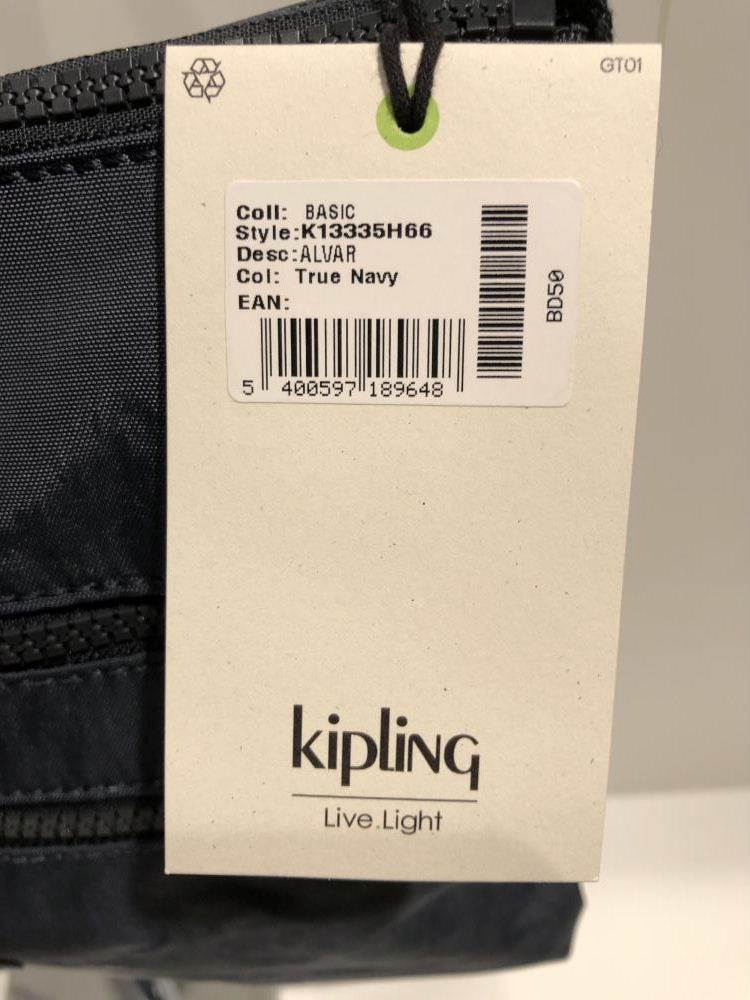 GT01
Coll: BASIC
Style:K13335H66
Desc:ALVAR
Col: True Navy
EAN:
5 400597 189648
BD50
kipling
Live.Light